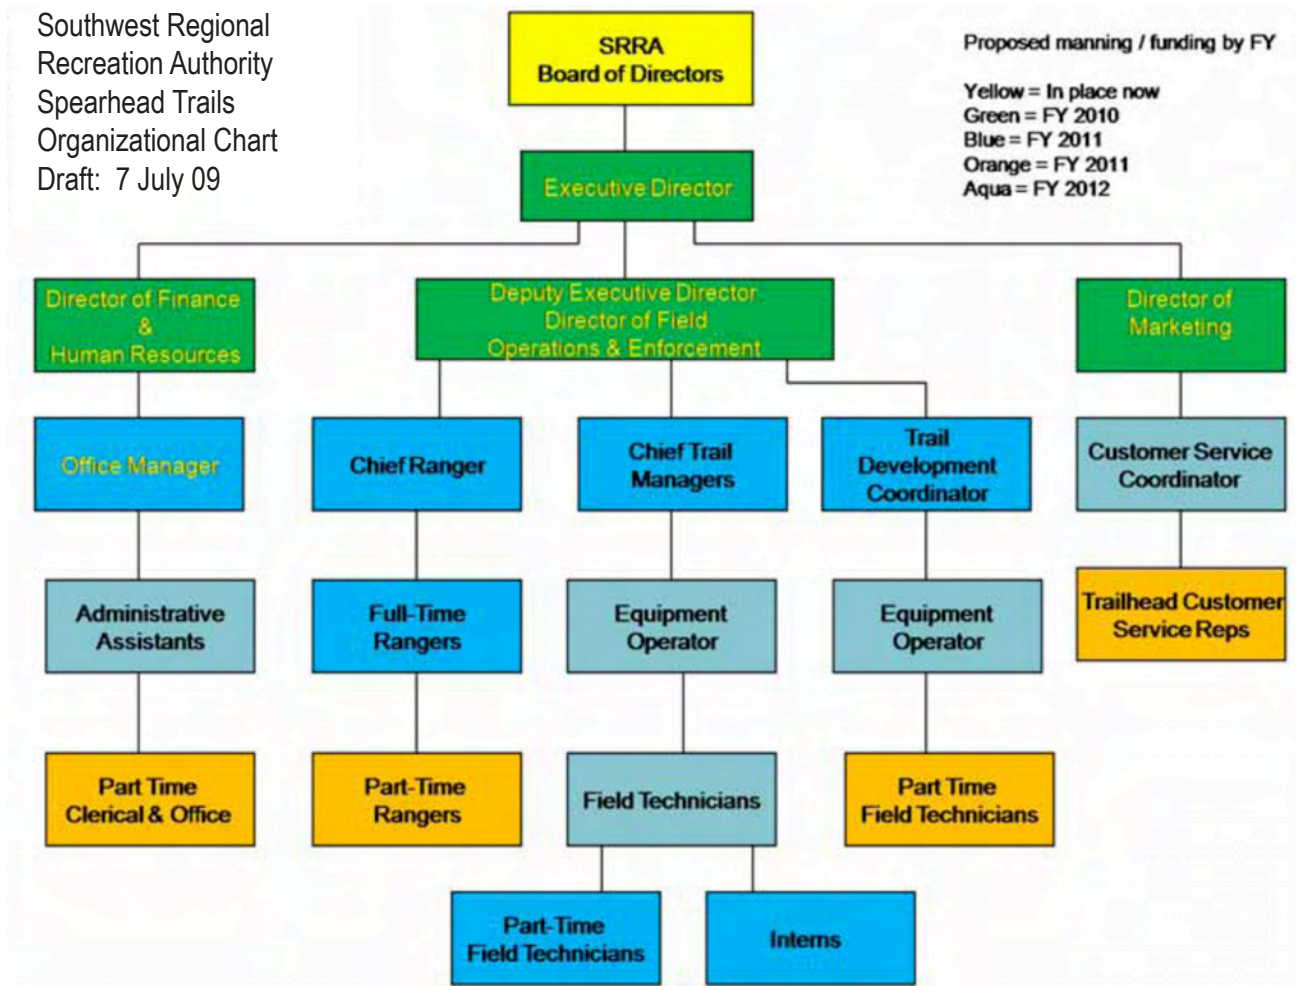 Southwest Regional
Recreation Authority
Spearhead Trails
Organizational Chart
Draft: 7 July 09
SRRA
Board of Directors
Proposed manning / funding by FY
Yellow = In place now
Green = FY 2010
Blue = FY 2011
Orange = FY 2011
Aqua = FY 2012
Executive Director
Director of Finance
&
Human Resources
Deputy Executive Director
Director of Field
Operations & Enforcement
Director of
Marketing
Office Manager
Chief Ranger
Chief Trail
Managers
Trail
Development
Coordinator
Customer Service
Coordinator
Administrative
Assistants
Full-Time
Rangers
Equipment
Operator
Equipment
Operator
Trailhead Customer
Service Reps
Part Time
Clerical & Office
Part-Time
Rangers
Field Technicians
Part Time
Field Technicians
Part-Time
Field Technicians
Interns